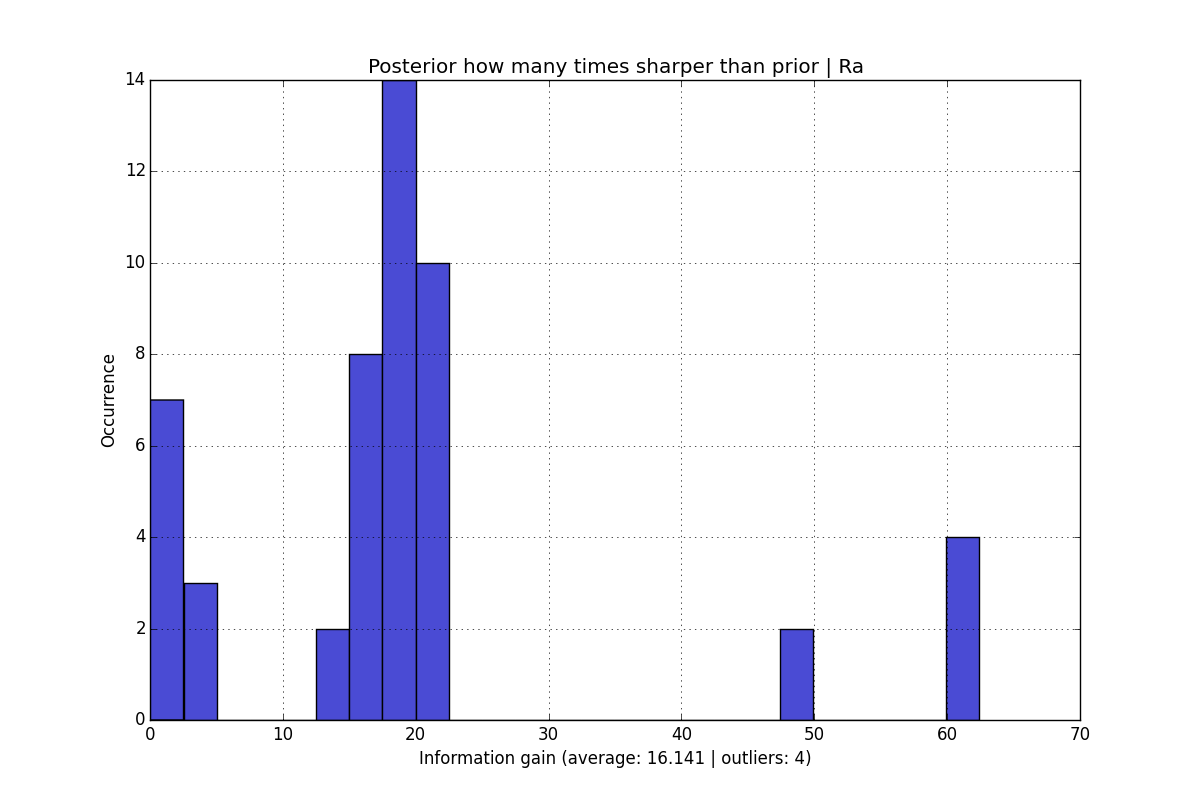 Posterior how many times sharper than prior | Ra
14
12
10
8
6
4
2
0
Occurrence
0 10 20 30 40 50 60 70
Information gain (average: 16.141 | outliers: 4)